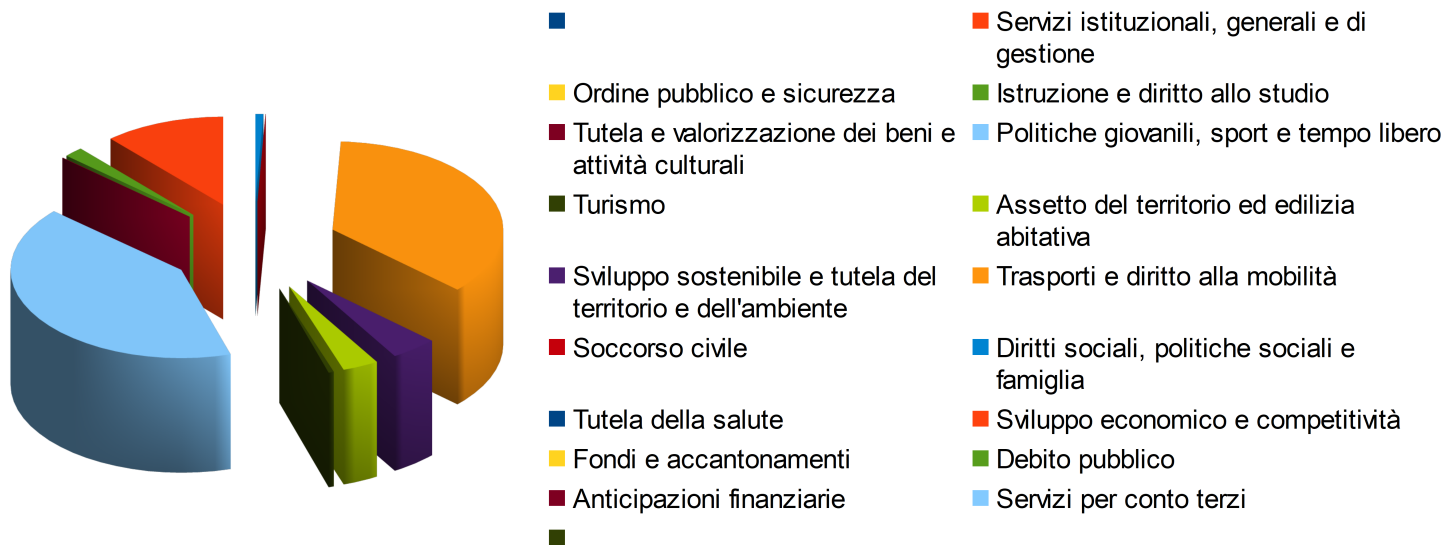 Servizi istituzionali, generali e di
gestione
Ordine pubblico e sicurezza
Istruzione e diritto allo studio
Tutela e valorizzazione dei beni e
attività culturali
Politiche giovanili, sport e tempo libero
Turismo
Assetto del territorio ed edilizia
abitativa
Sviluppo sostenibile e tutela del
territorio e dell'ambiente
Trasporti e diritto alla mobilità
Soccorso civile
Diritti sociali, politiche sociali e
famiglia
Tutela della salute
Sviluppo economico e competitività
Fondi e accantonamenti
Debito pubblico
Anticipazioni finanziarie
Servizi per conto terzi